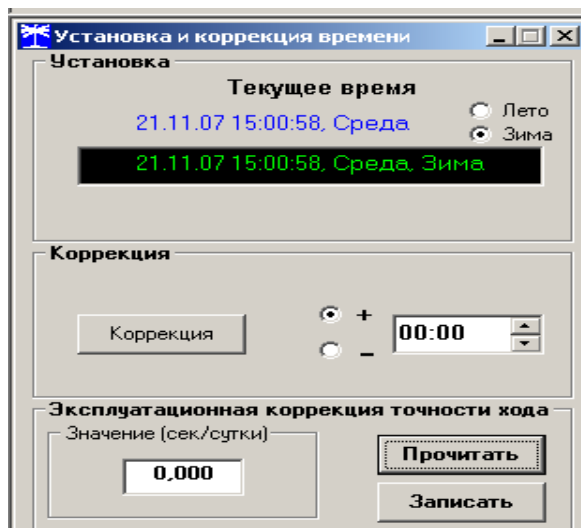 Установка и коррекция времени
Установка
Текущее время
21.11.07 15:00:58, Среда
Лето
Зима
21.11.07 15:00:58, Среда, Зима
Коррекция
Коррекция
+
00:00
–
Эксплуатационная коррекция точности хода
Значение (сек/сутки)
0,000
Прочитать
Записать